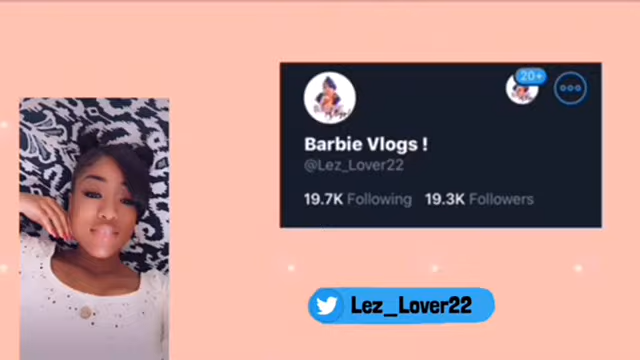 20+
Barbie Vlogs !
@Lez_Lover22
19.7K Following 19.3K Followers
Lez_Lover22